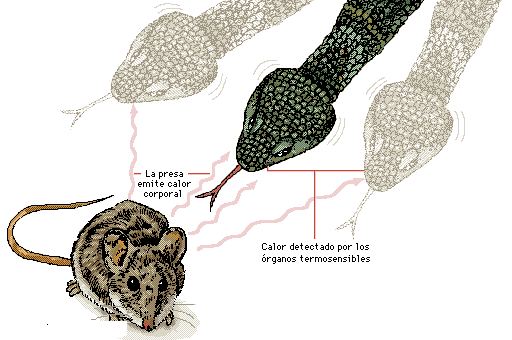 La presa
emite calor
corporal
Calor detectado por los
órganos termosensibles